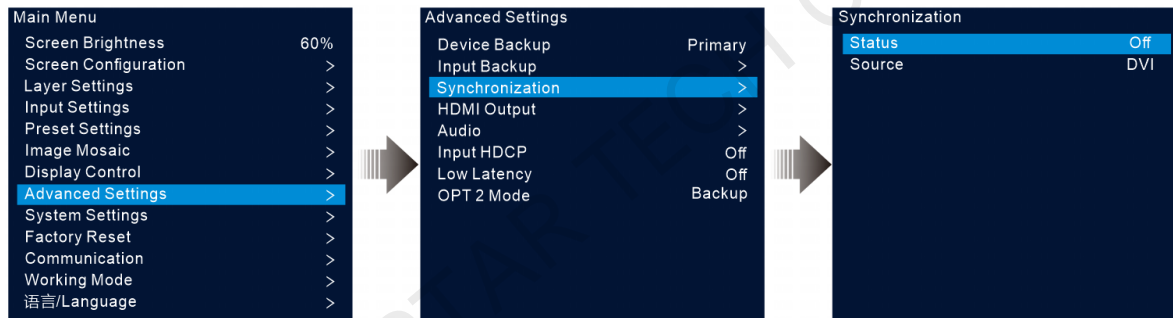 Main Menu
Screen Brightness 60%
Screen Configuration >
Layer Settings >
Input Settings >
Preset Settings >
Image Mosaic >
Display Control >
Advanced Settings >
System Settings >
Factory Reset >
Communication >
Working Mode >
语言/Language >
Advanced Settings
Device Backup Primary
Input Backup >
Synchronization >
HDMI Output >
Audio >
Input HDCP Off
Low Latency Off
OPT 2 Mode Backup
Synchronization
Status Off
Source DVI